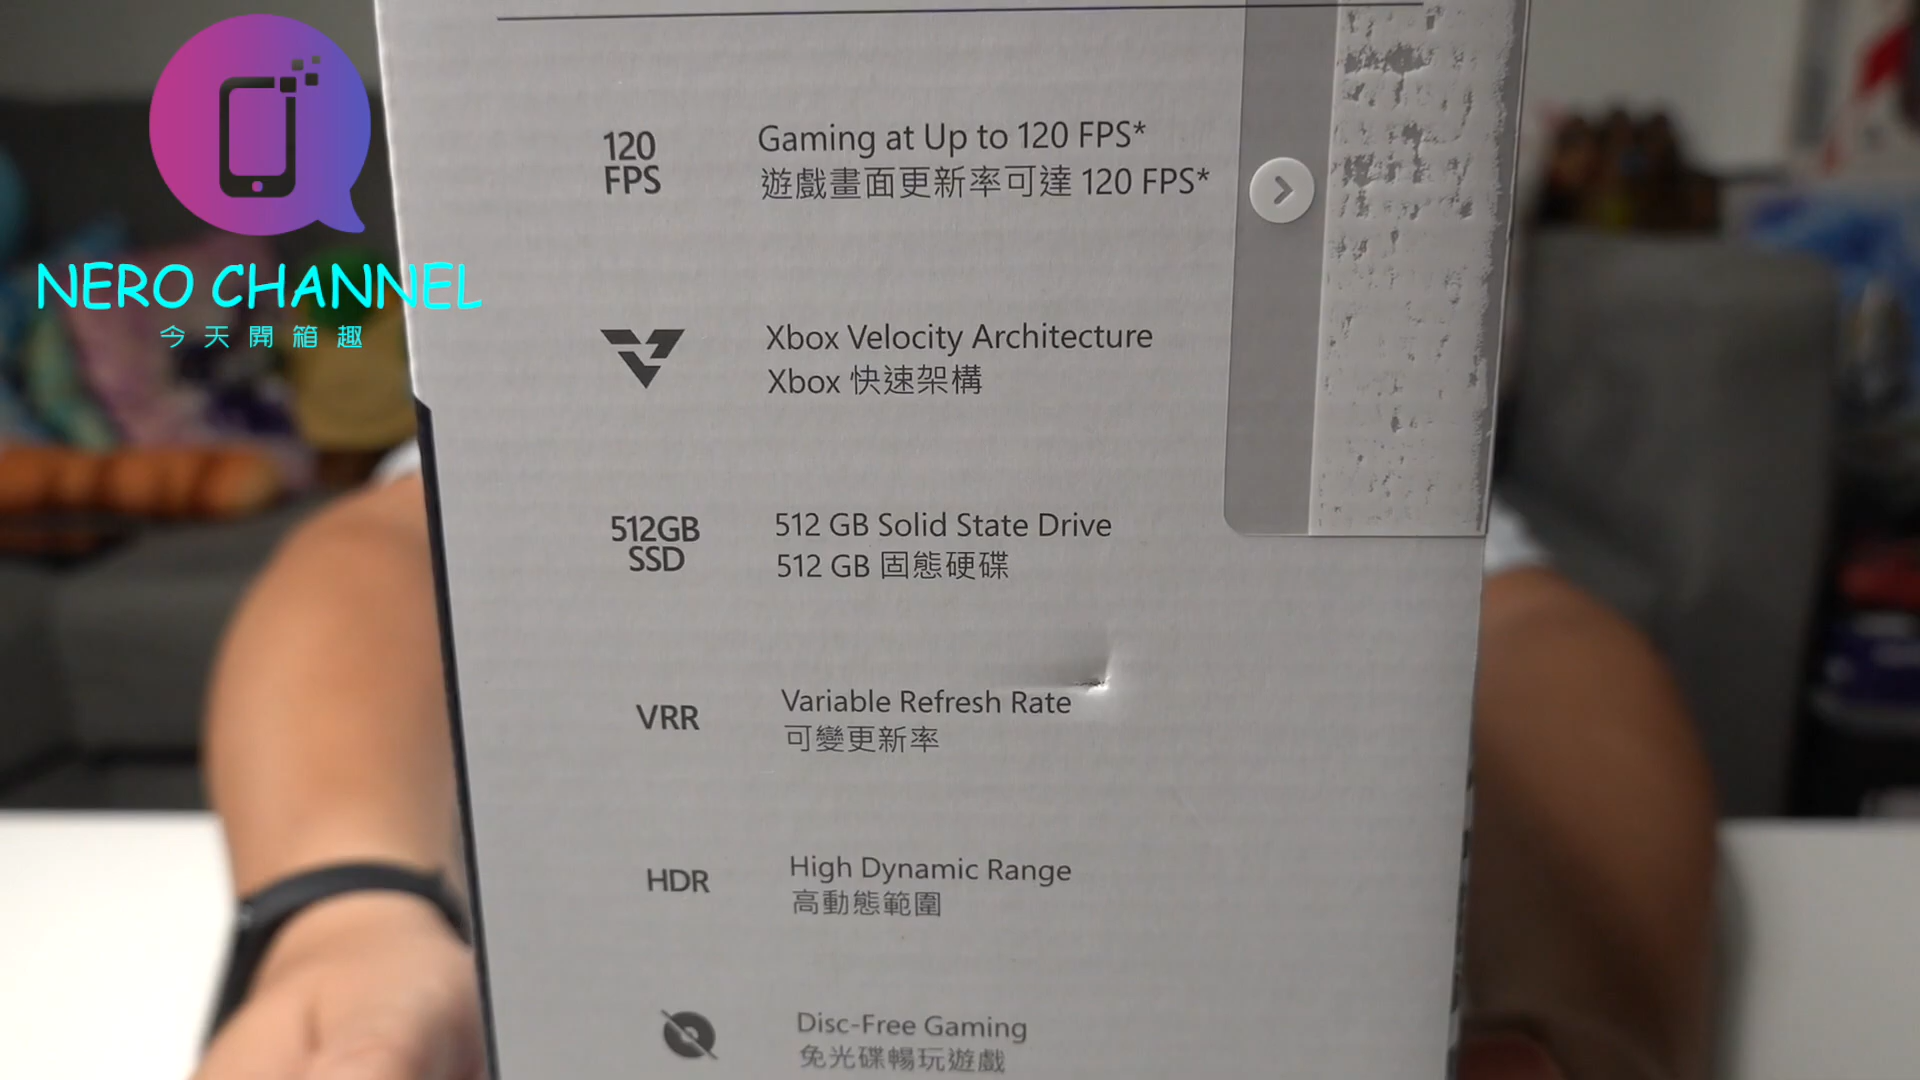 NERO CHANNEL
今天開箱趣
120
FPS
Gaming at Up to 120 FPS*
遊戲畫面更新率可達 120 FPS*
Xbox Velocity Architecture
Xbox 快速架構
512GB
SSD
512 GB Solid State Drive
512 GB 固態硬碟
VRR
Variable Refresh Rate
可變更新率
HDR
High Dynamic Range
高動態範圍
Disc-Free Gaming
免光碟暢玩遊戲